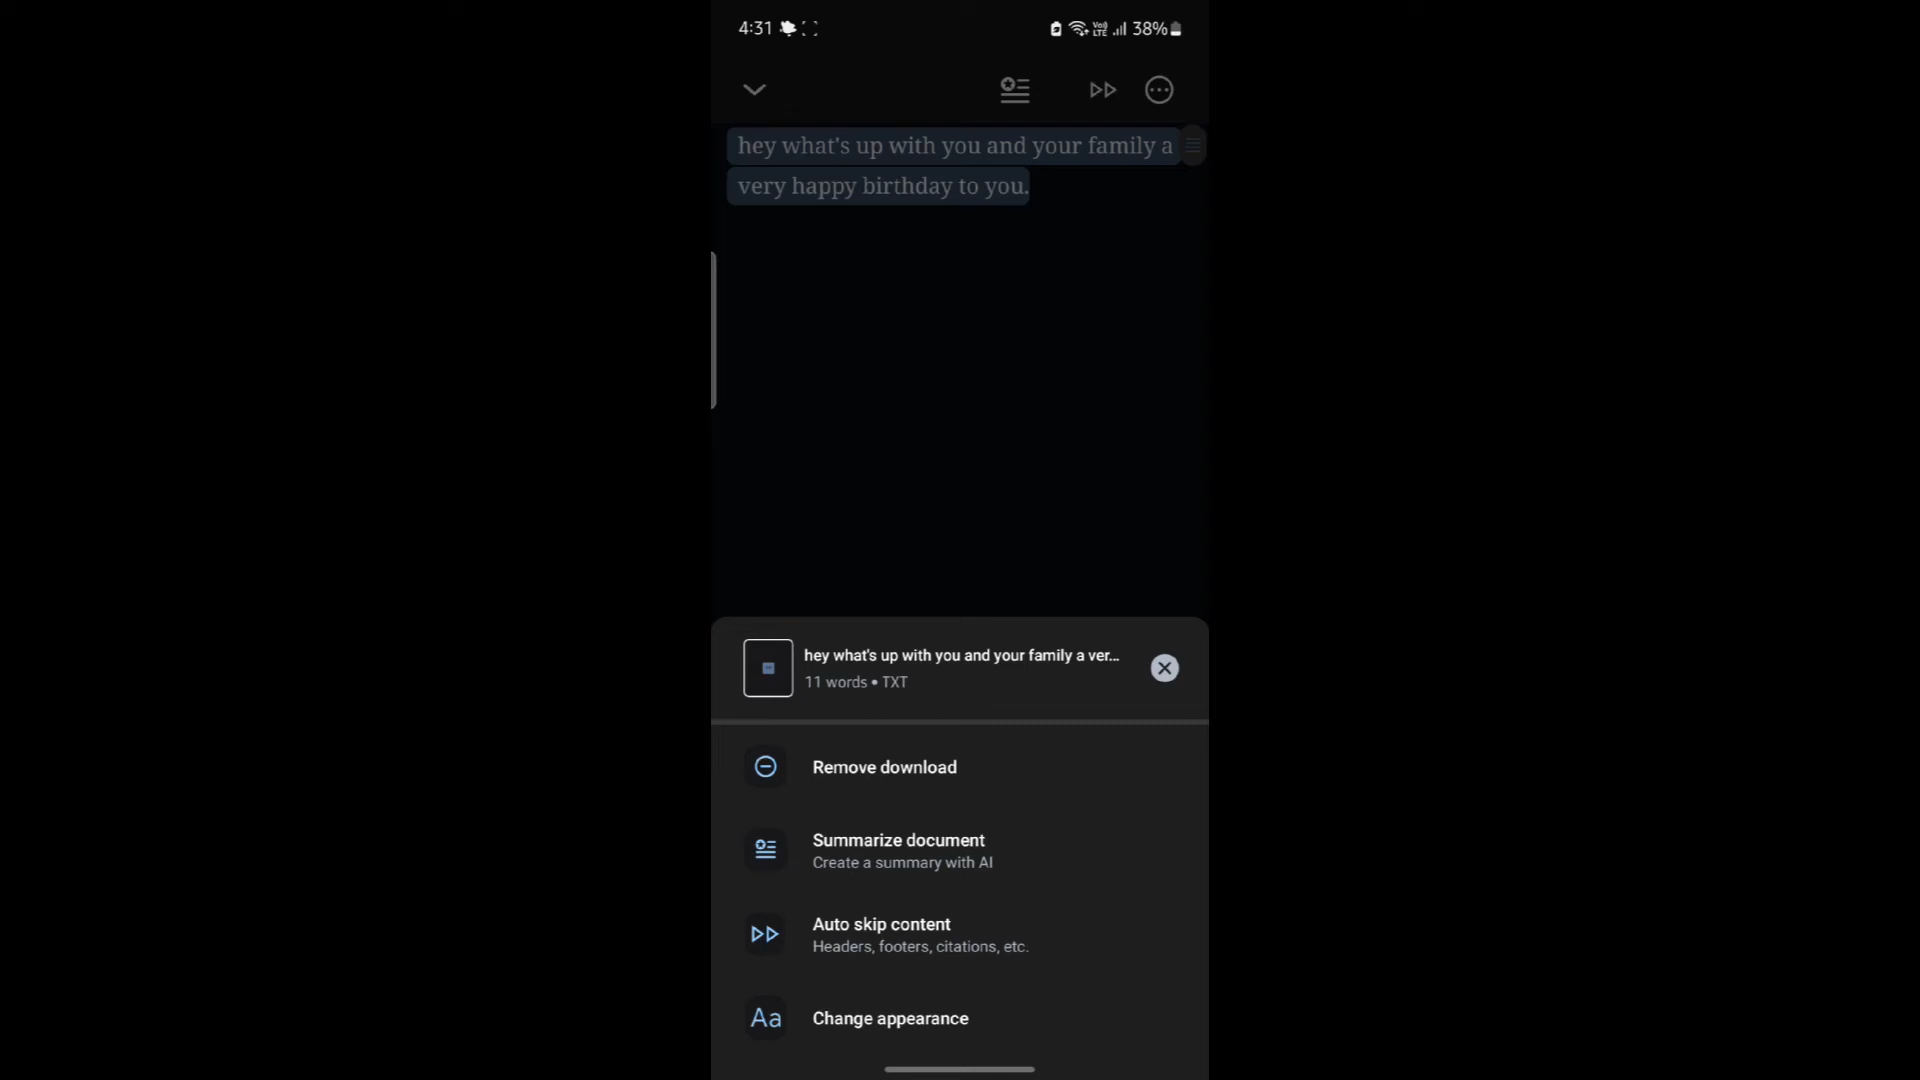 4:31 38%
Vo) LTE
hey what's up with you and your family a
very happy birthday to you.
hey what's up with you and your family a ver...
11 words • TXT
Remove download
Summarize document
Create a summary with AI
Auto skip content
Headers, footers, citations, etc.
Aa Change appearance